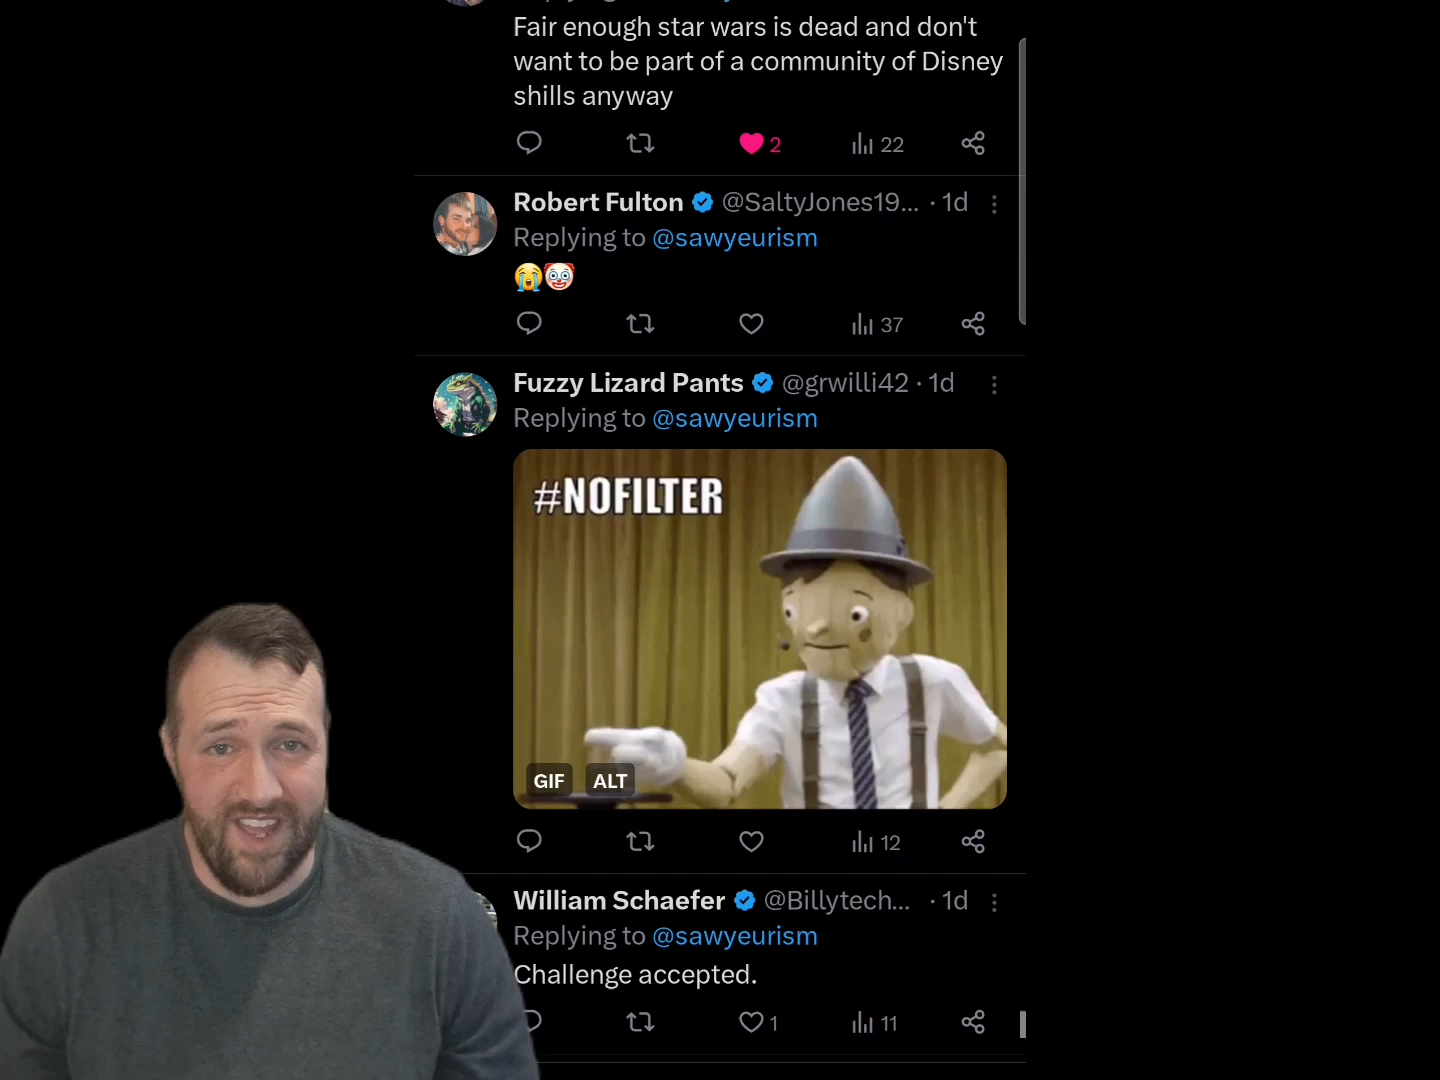 Fair enough star wars is dead and don't
want to be part of a community of Disney
shills anyway
2
22
Robert Fulton @SaltyJones19... · 1d
Replying to @sawyeurism
37
Fuzzy Lizard Pants @grwilli42 · 1d
Replying to @sawyeurism
#NOFILTER
GIF ALT
12
William Schaefer @Billytech... · 1d
Replying to @sawyeurism
Challenge accepted.
1
11